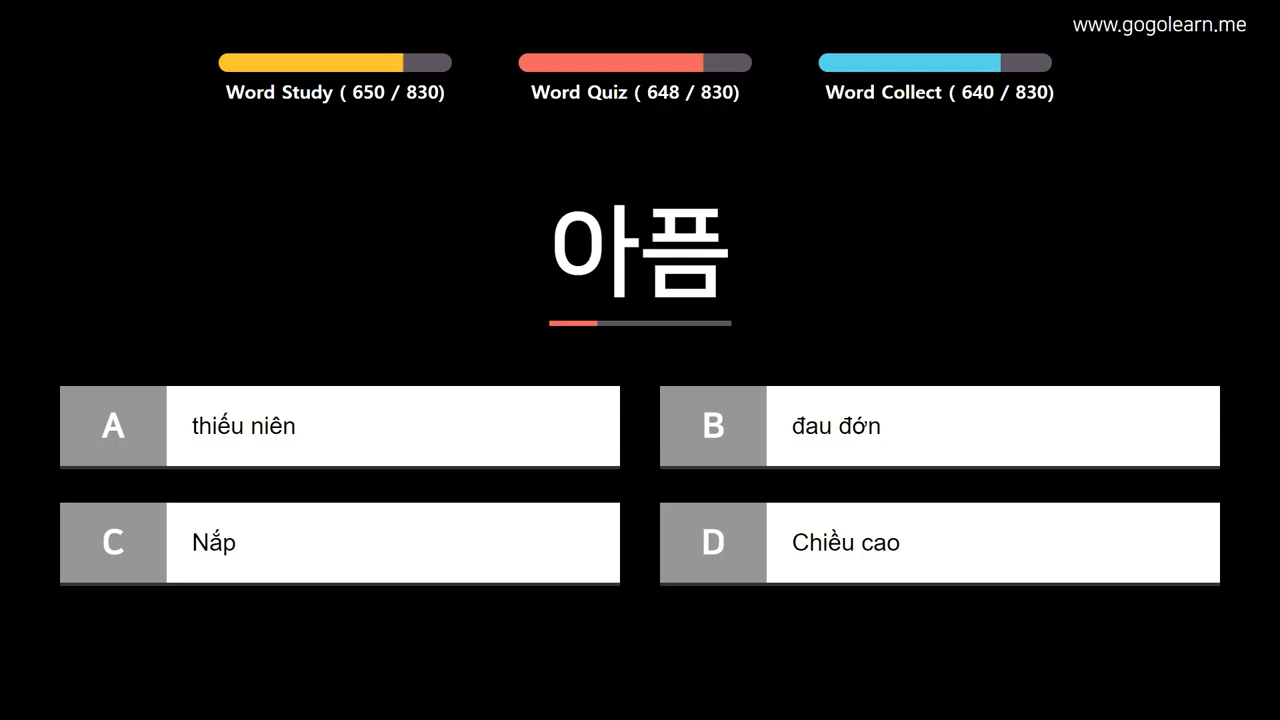 www.gogolearn.me
Word Study ( 650 / 830)
Word Quiz ( 648 / 830)
Word Collect ( 640 / 830)
아픔
A thiếu niên
B đau đớn
C Nắp
D Chiều cao